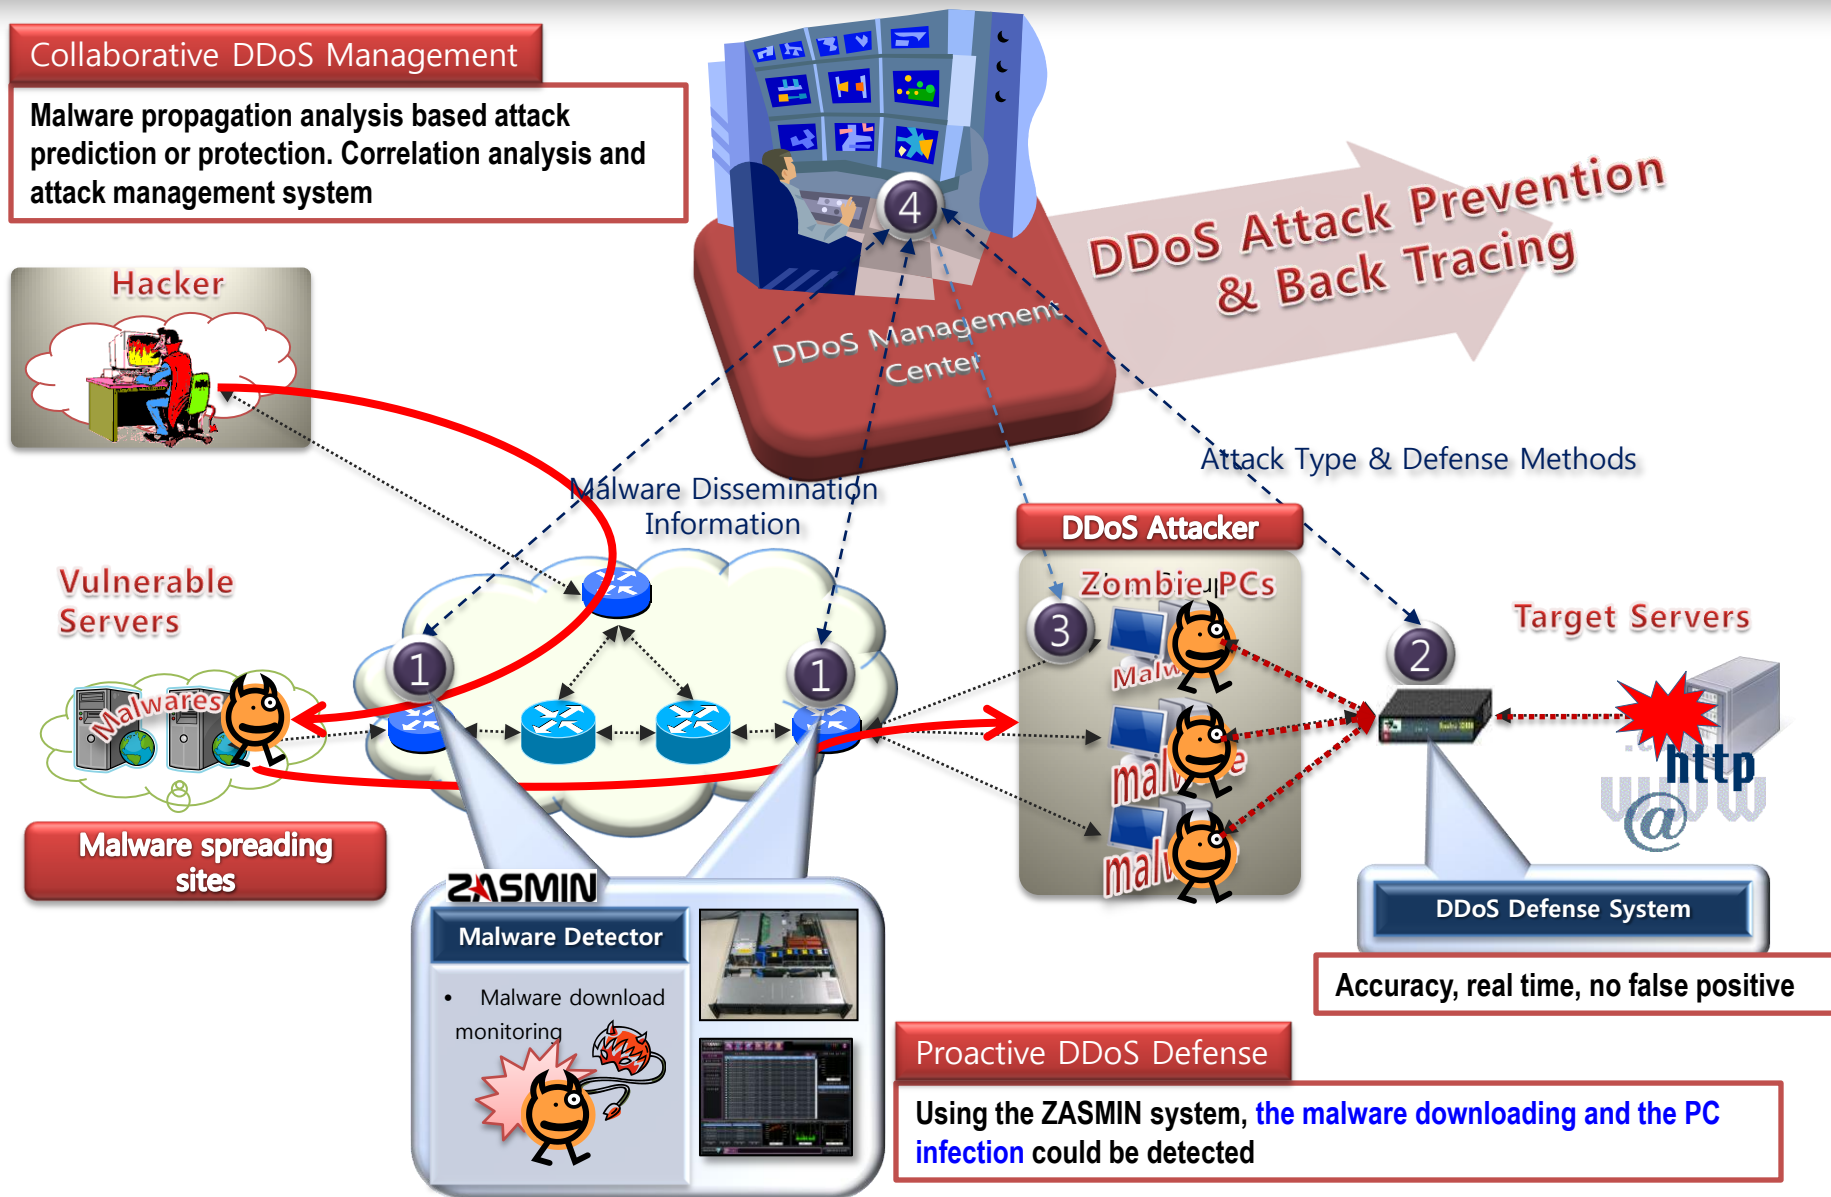 Collaborative DDoS Management
Malware propagation analysis based attack
prediction or protection. Correlation analysis and
attack management system
4
DDoS Attack Prevention
& Back Tracing
DDoS Management
Center
Hacker
Attack Type & Defense Methods
Malware Dissemination
Information
DDoS Attacker
Zombie PCs
Vulnerable
Servers
1
1
3
2
Target Servers
Malwares
http
www
@
Malware spreading
sites
ZASMIN
Malware Detector
• Malware download
monitoring
DDoS Defense System
Accuracy, real time, no false positive
Proactive DDoS Defense
Using the ZASMIN system, the malware downloading and the PC
infection could be detected